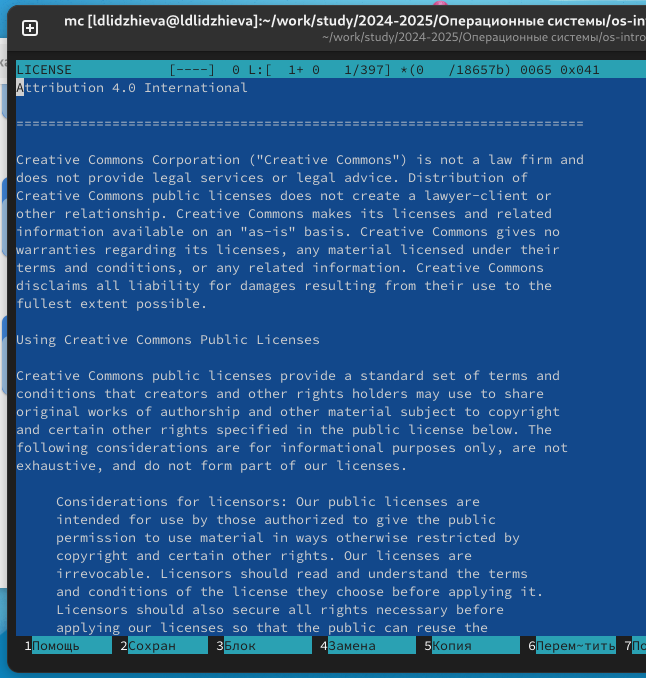 mc [ldlidzhieva@ldlidzhieva]:~/work/study/2024-2025/Операционные системы/os-int
~/work/study/2024-2025/Операционные системы/os-intro
LICENSE [----] 0 L:[ 1+ 0 1/397] *(0 /18657b) 0065 0x041
Attribution 4.0 International
=======================================================================
Creative Commons Corporation ("Creative Commons") is not a law firm and
does not provide legal services or legal advice. Distribution of
Creative Commons public licenses does not create a lawyer-client or
other relationship. Creative Commons makes its licenses and related
information available on an "as-is" basis. Creative Commons gives no
warranties regarding its licenses, any material licensed under their
terms and conditions, or any related information. Creative Commons
disclaims all liability for damages resulting from their use to the
fullest extent possible.
Using Creative Commons Public Licenses
Creative Commons public licenses provide a standard set of terms and
conditions that creators and other rights holders may use to share
original works of authorship and other material subject to copyright
and certain other rights specified in the public license below. The
following considerations are for informational purposes only, are not
exhaustive, and do not form part of our licenses.
Considerations for licensors: Our public licenses are
intended for use by those authorized to give the public
permission to use material in ways otherwise restricted by
copyright and certain other rights. Our licenses are
irrevocable. Licensors should read and understand the terms
and conditions of the license they choose before applying it.
Licensors should also secure all rights necessary before
applying our licenses so that the public can reuse the
1Помощь 2Сохран 3Блок 4Замена 5Копия 6Перем~тить 7По